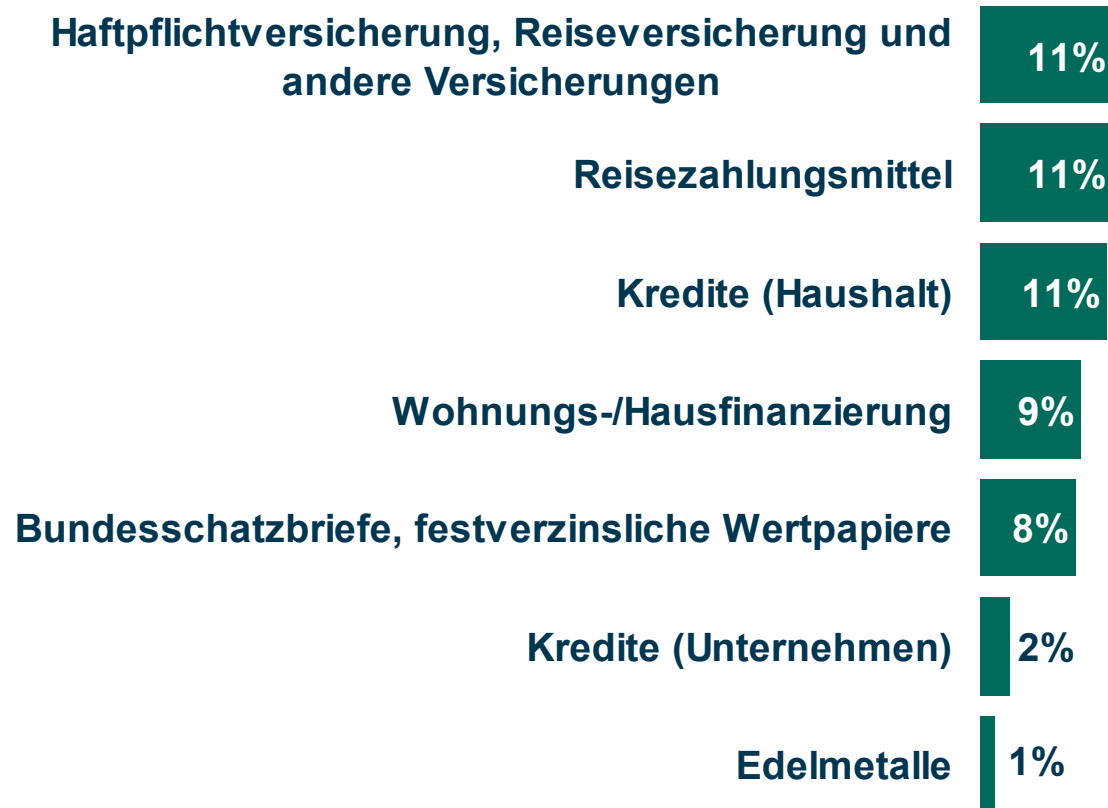 Haftpflichtversicherung, Reiseversicherung und
andere Versicherungen
11%
Reisezahlungsmittel
11%
Kredite (Haushalt)
11%
Wohnungs-/Hausfinanzierung
9%
Bundesschatzbriefe, festverzinsliche Wertpapiere
8%
Kredite (Unternehmen)
2%
Edelmetalle
1%